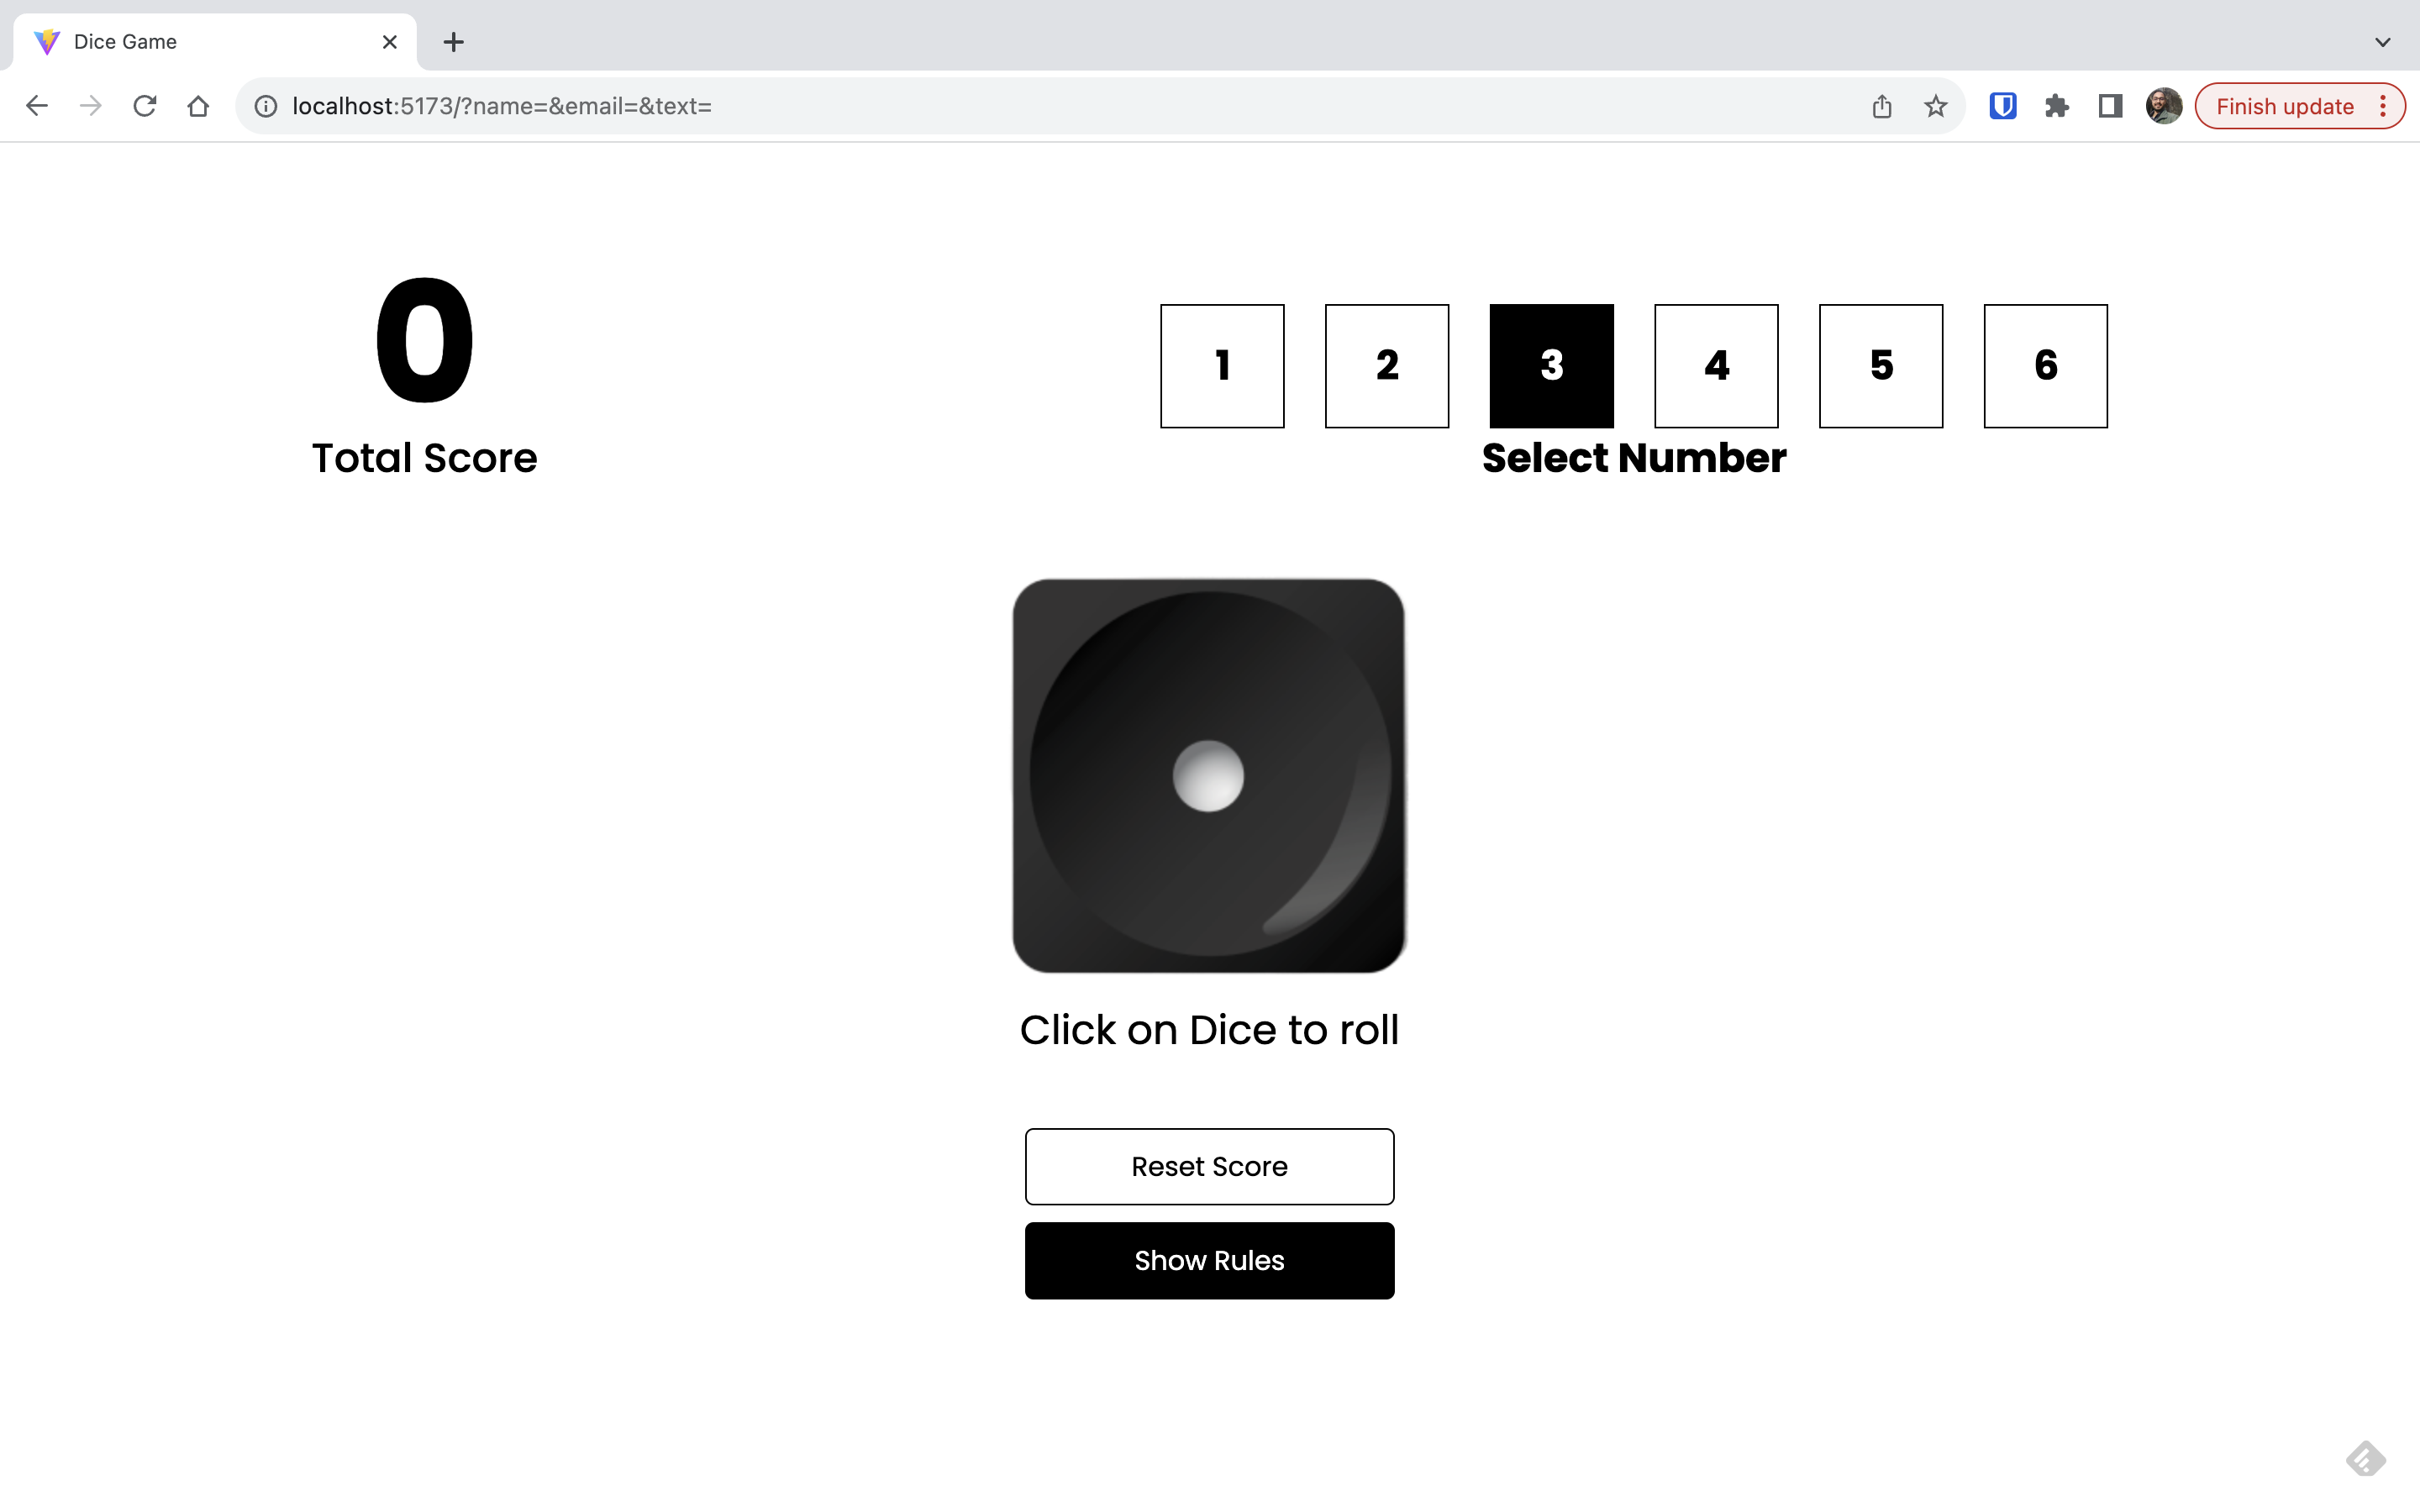 Dice Game
localhost:5173/?name=&email=&text=
Finish update
0
Total Score
1 2 3 4 5 6
Select Number
Click on Dice to roll
Reset Score
Show Rules